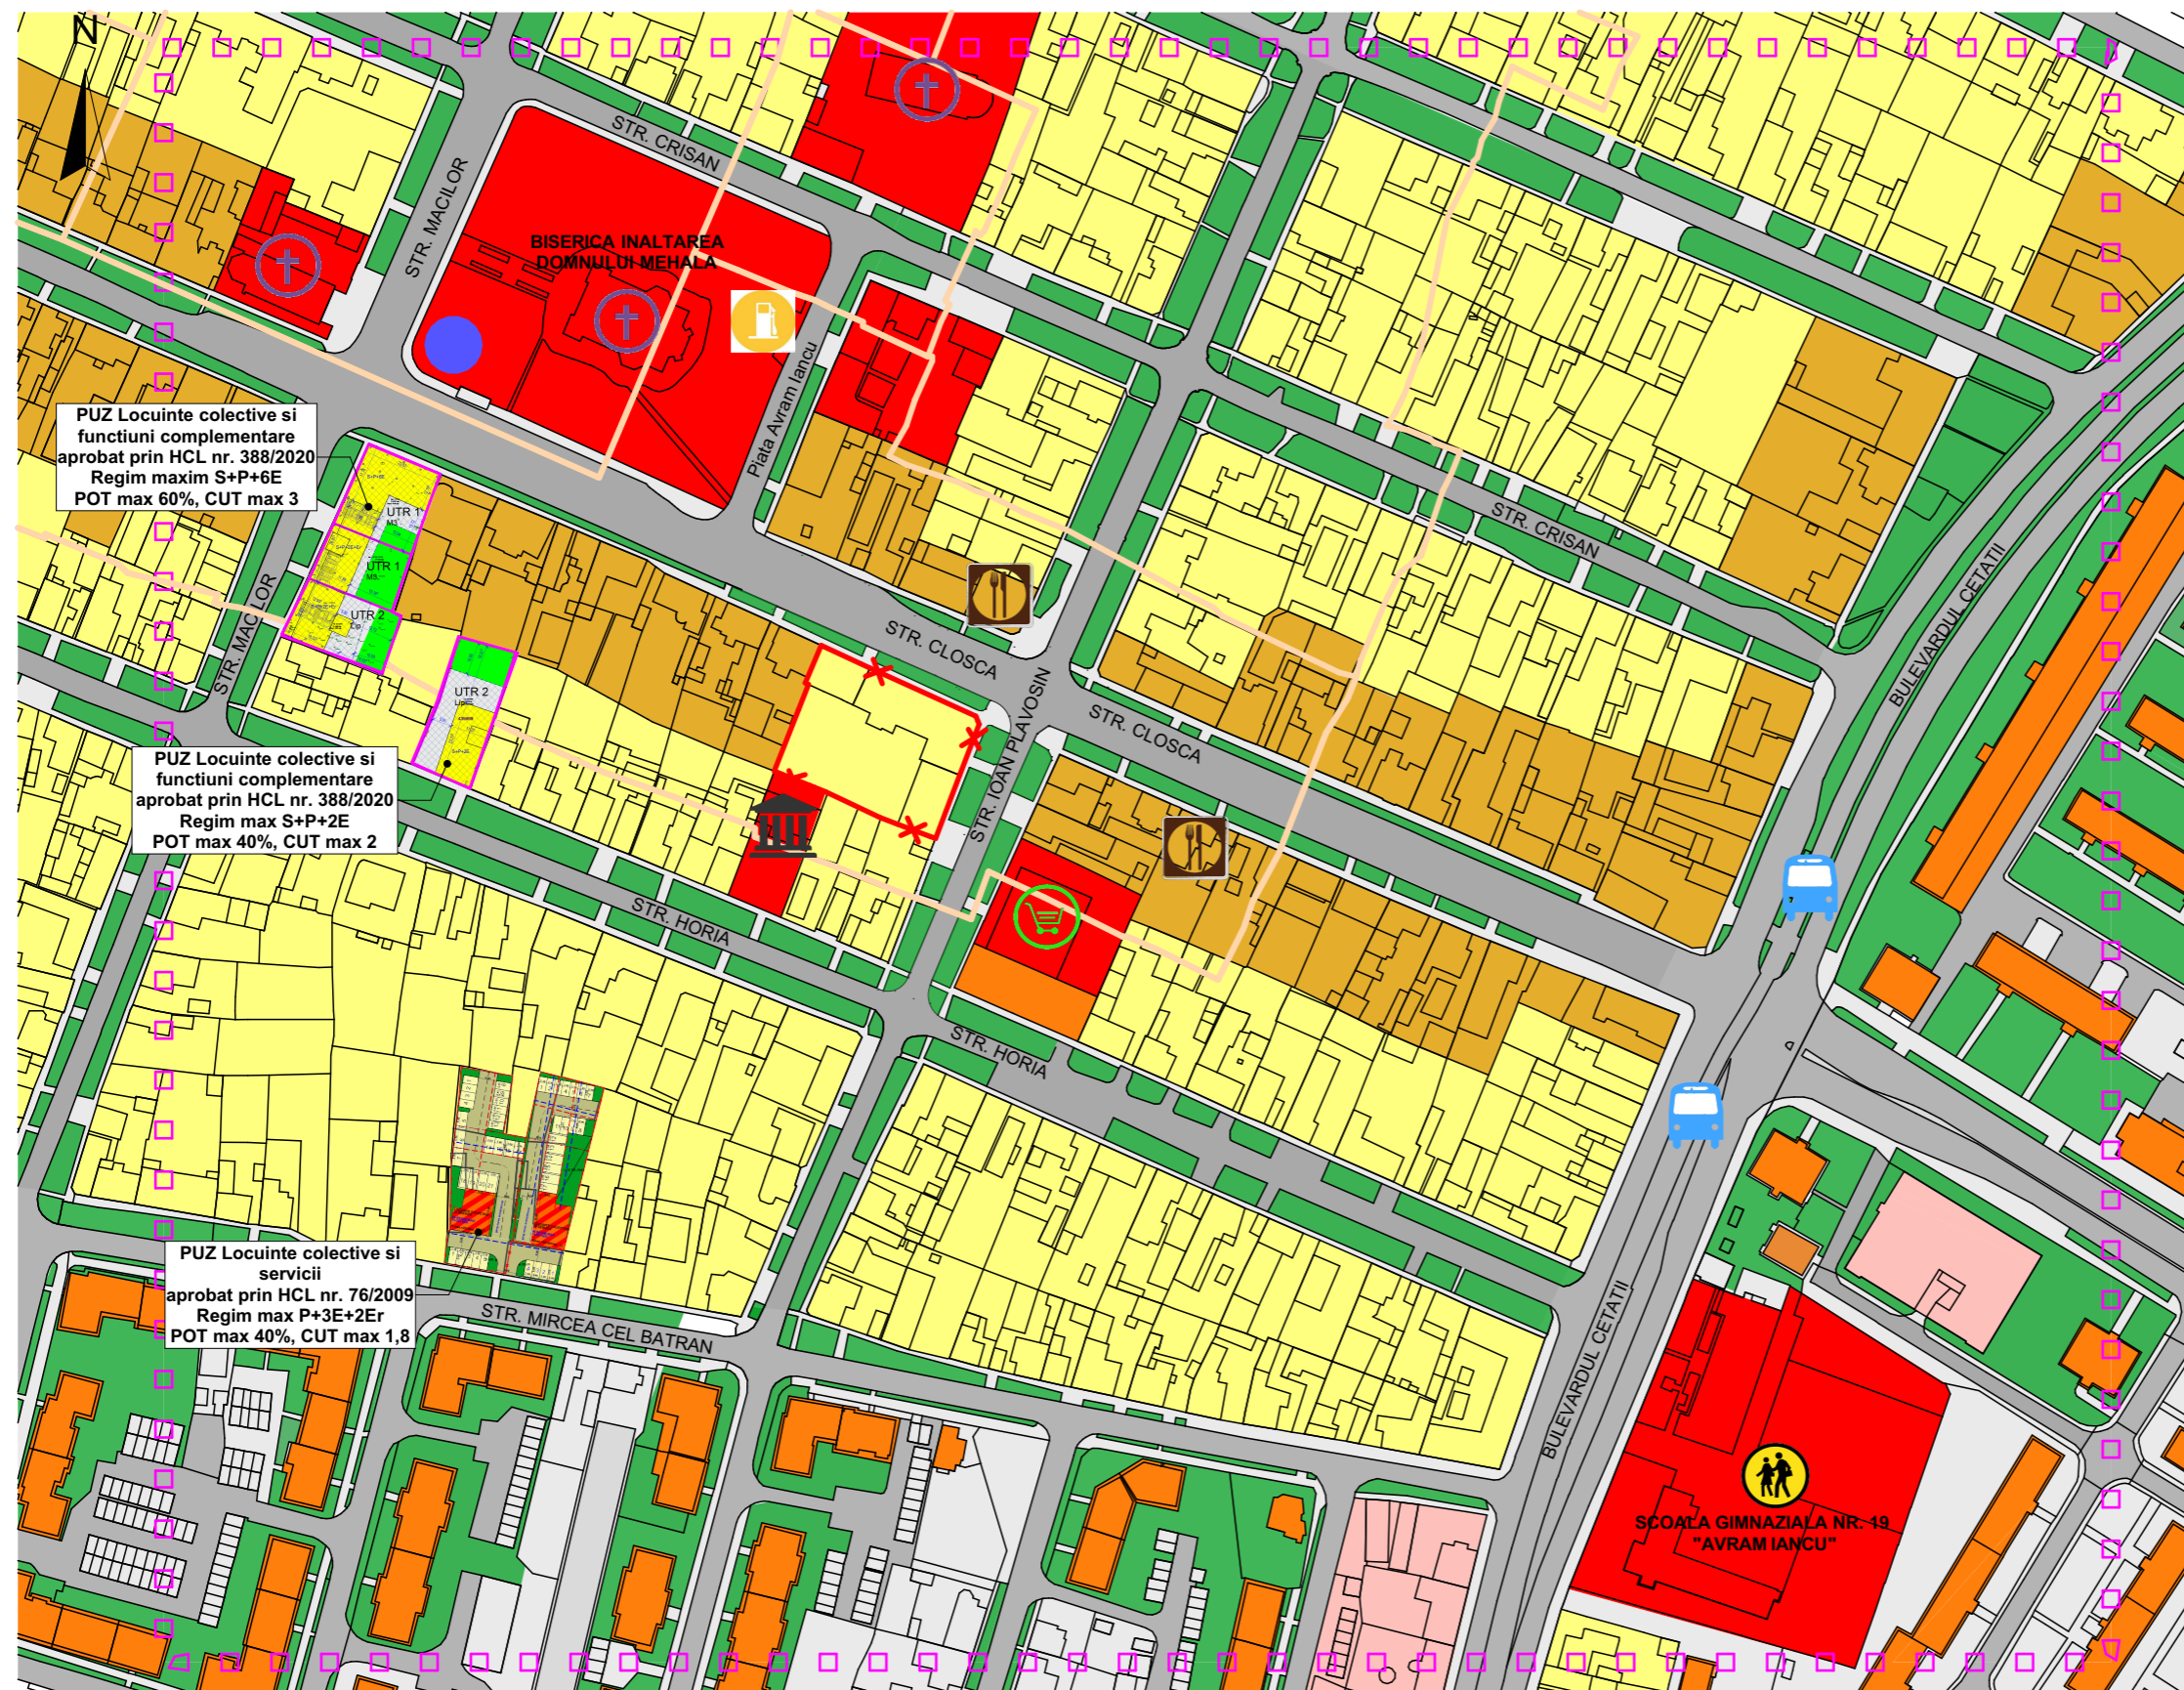 N
STR. CRISAN
STR. MACILOR
BISERICA INALTAREA
DOMNULUI MEHALA
Piata Avram Iancu
PUZ Locuinte colective si
functiuni complementare
aprobat prin HCL nr. 388/2020
Regim maxim S+P+6E
POT max 60%, CUT max 3
S+P+6E
UTR 1
M3
UTR 1
M3
UTR 2
STR. MACILOR
STR. CRISAN
BULEVARDUL CETATII
STR. CLOSCA
STR. IOAN PLAVOSIN
STR. CLOSCA
UTR 2
S+P+2E
PUZ Locuinte colective si
functiuni complementare
aprobat prin HCL nr. 388/2020
Regim max S+P+2E
POT max 40%, CUT max 2
STR. HORIA
STR. HORIA
PUZ Locuinte colective si
servicii
aprobat prin HCL nr. 76/2009
Regim max P+3E+2Er
POT max 40%, CUT max 1,8
STR. MIRCEA CEL BATRAN
BULEVARDUL CETATII
SCOALA GIMNAZIALA NR. 19
"AVRAM IANCU"